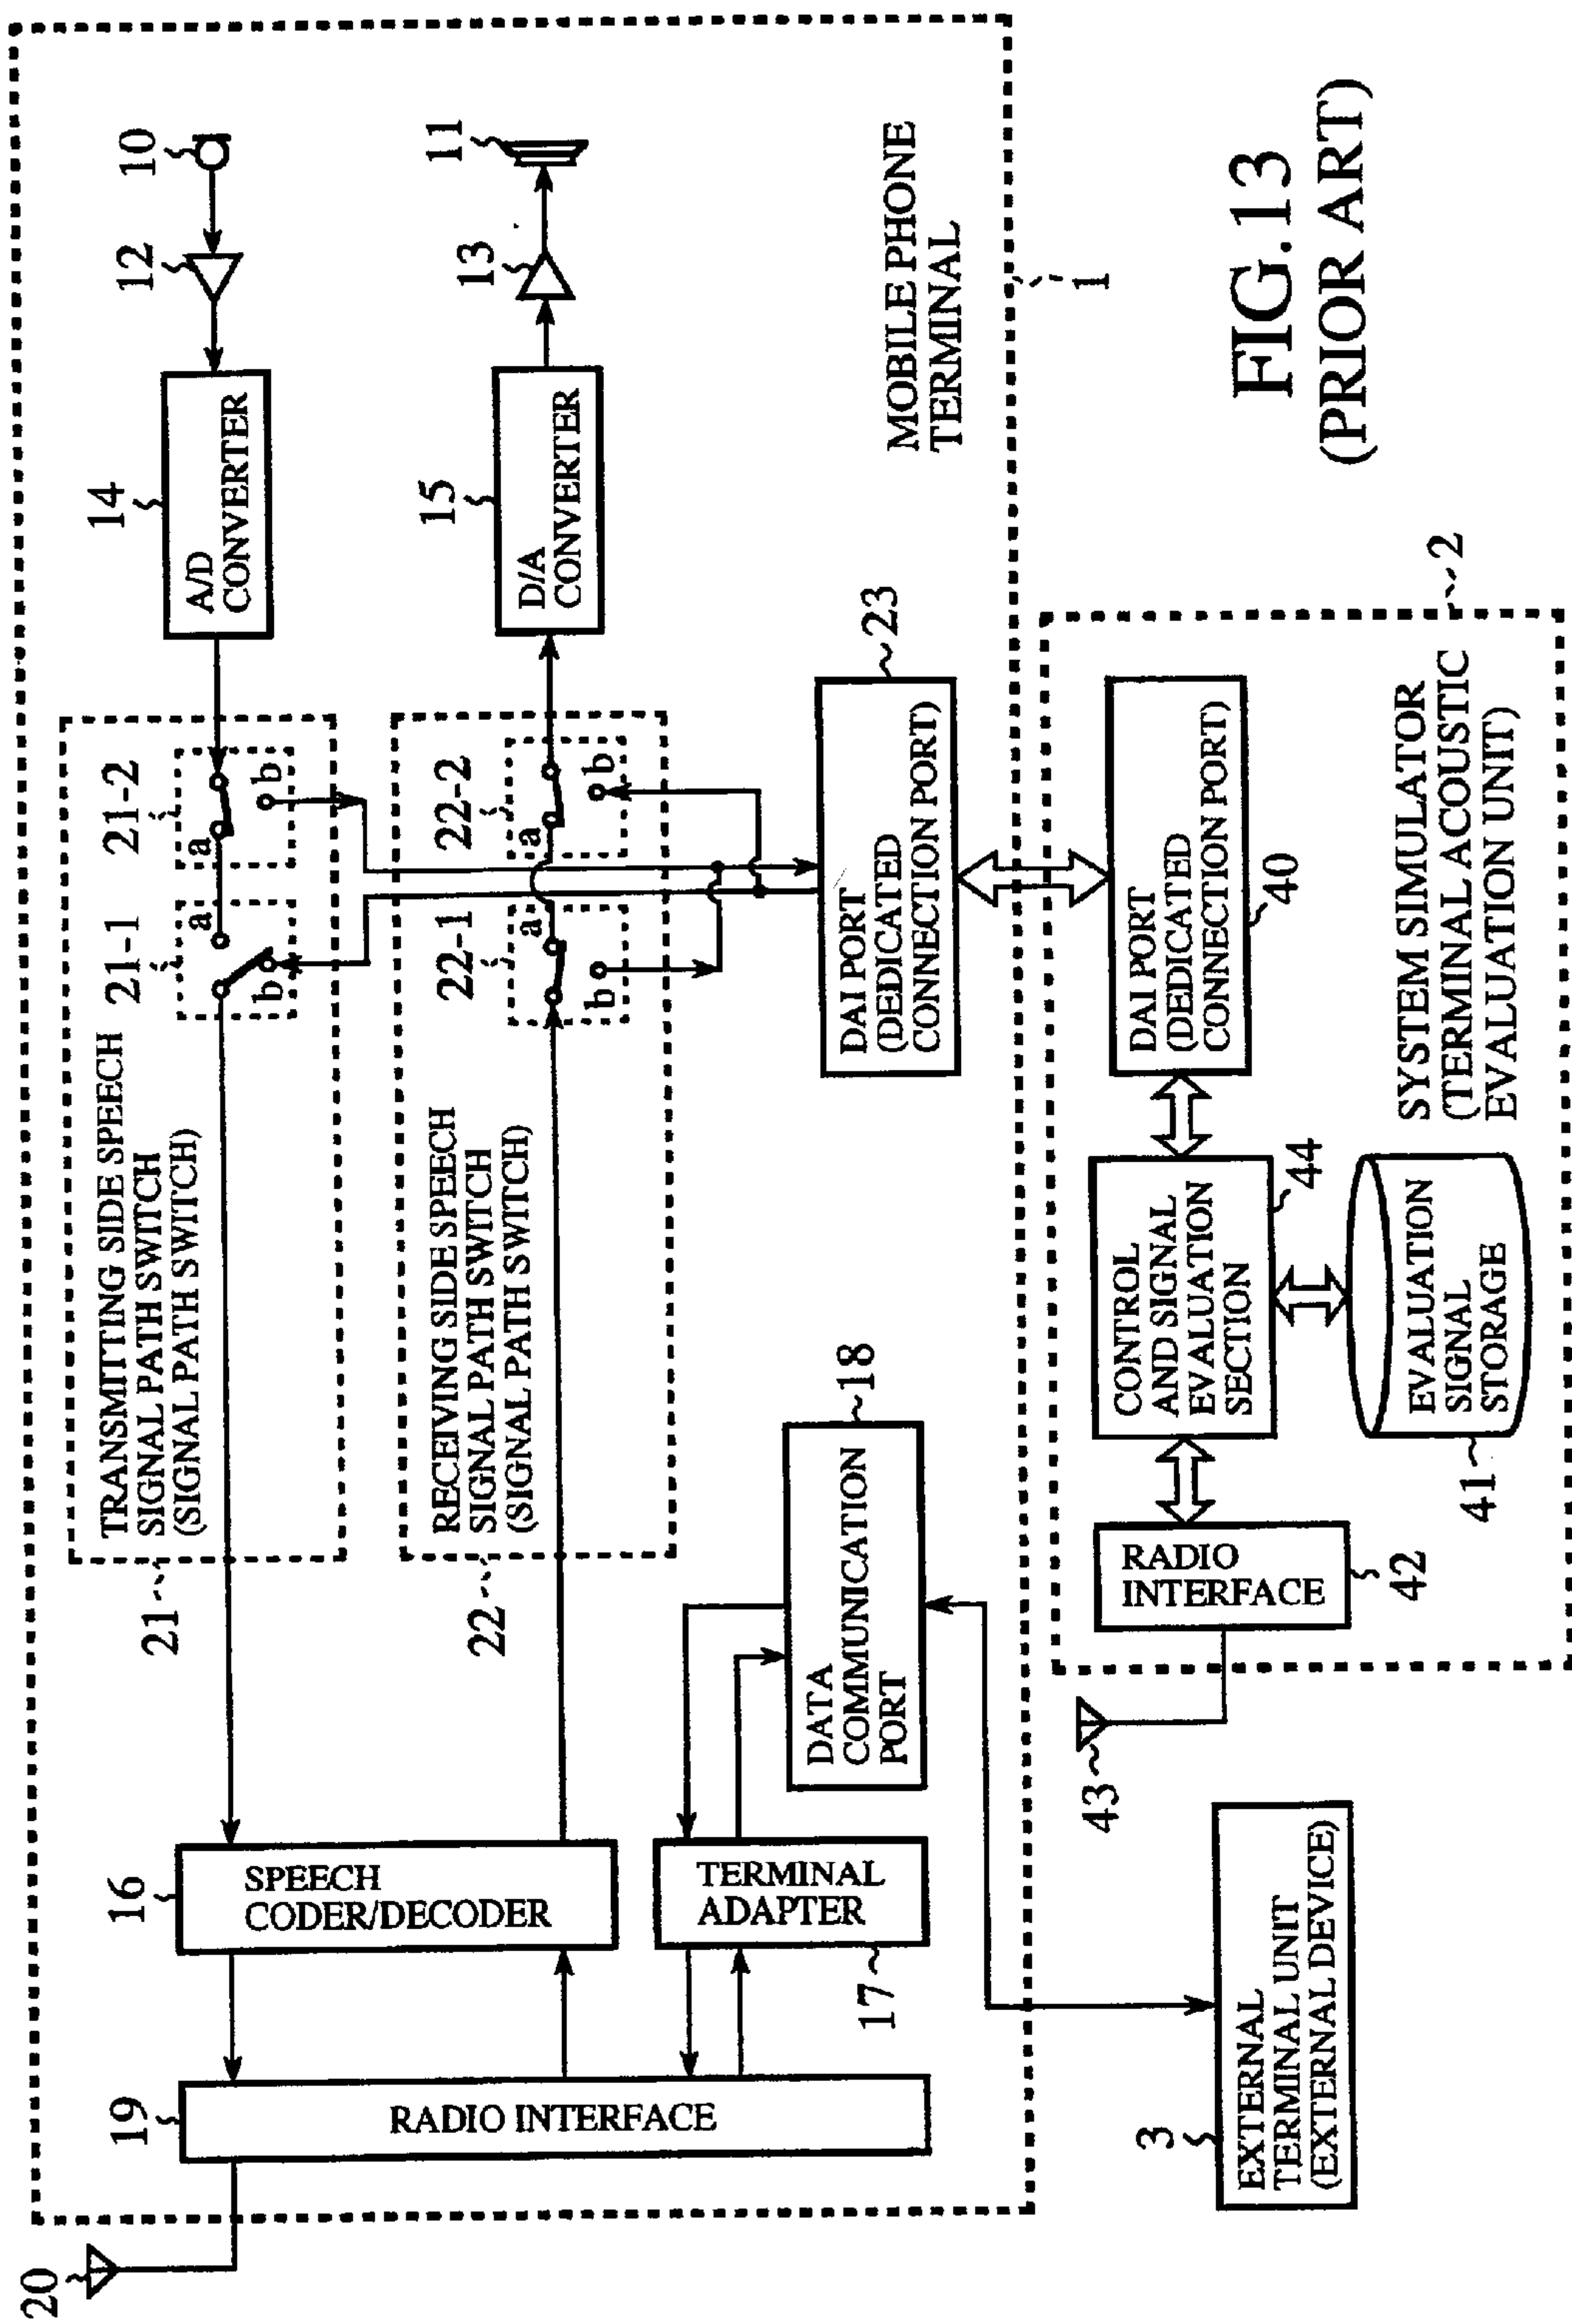 20
19
RADIO INTERFACE
16
SPEECH
CODER/DECODER
17
TERMINAL
ADAPTER
18
DATA
COMMUNICATION
PORT
21
TRANSMITTING SIDE SPEECH
SIGNAL PATH SWITCH
(SIGNAL PATH SWITCH)
21-1
a
b
21-2
a
b
22
RECEIVING SIDE SPEECH
SIGNAL PATH SWITCH
(SIGNAL PATH SWITCH)
22-1
a
b
22-2
a
b
14
A/D
CONVERTER
12
10
15
D/A
CONVERTER
13
11
23
DAI PORT
(DEDICATED
CONNECTION PORT)
MOBILE PHONE
TERMINAL
1
3
EXTERNAL
TERMINAL UNIT
(EXTERNAL DEVICE)
43
RADIO
INTERFACE
42
CONTROL
AND SIGNAL
EVALUATION
SECTION
44
DAI PORT
(DEDICATED
CONNECTION PORT)
40
41
EVALUATION
SIGNAL
STORAGE
SYSTEM SIMULATOR
(TERMINAL ACOUSTIC
EVALUATION UNIT)
2
FIG.13
(PRIOR ART)